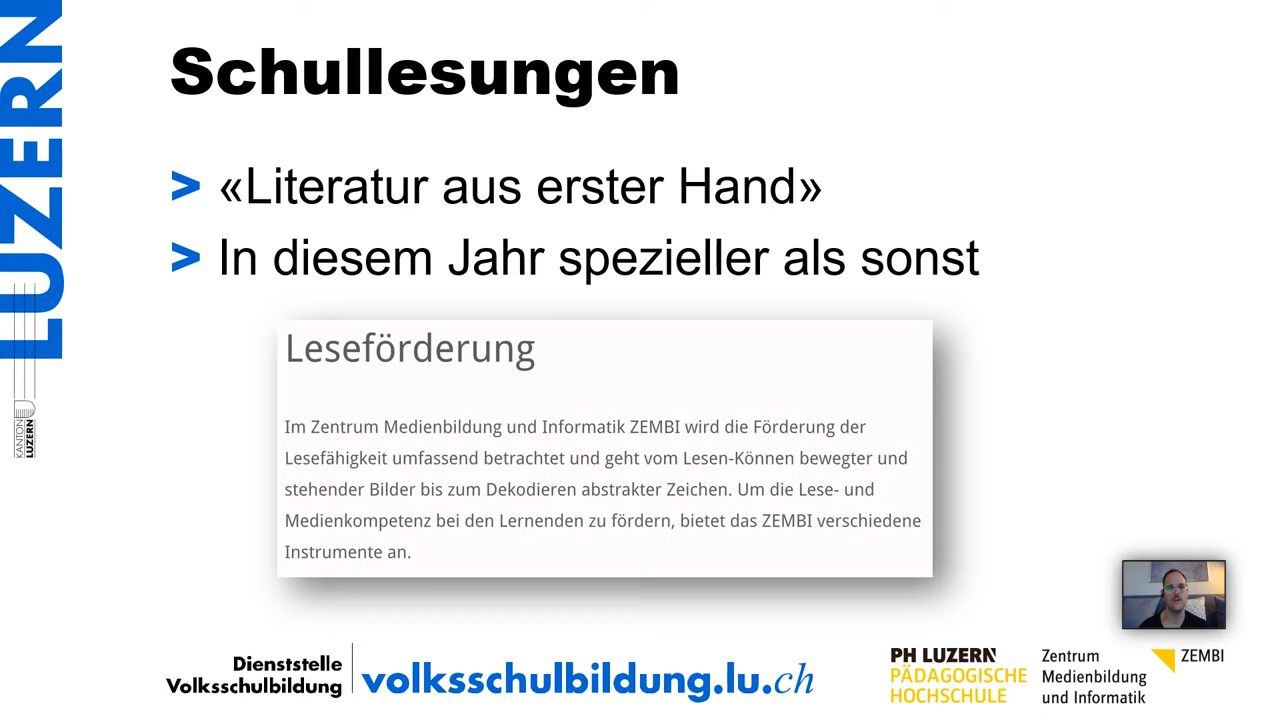 LUZERN
KANTON
LUZERN
Schullesungen
> «Literatur aus erster Hand»
> In diesem Jahr spezieller als sonst
Leseförderung
Im Zentrum Medienbildung und Informatik ZEMBI wird die Förderung der
Lesefähigkeit umfassend betrachtet und geht vom Lesen-Können bewegter und
stehender Bilder bis zum Dekodieren abstrakter Zeichen. Um die Lese- und
Medienkompetenz bei den Lernenden zu fördern, bietet das ZEMBI verschiedene
Instrumente an.
Dienststelle
Volksschulbildung
volksschulbildung.lu.ch
PH LUZERN
PÄDAGOGISCHE
HOCHSCHULE
Zentrum
Medienbildung
und Informatik
ZEMBI